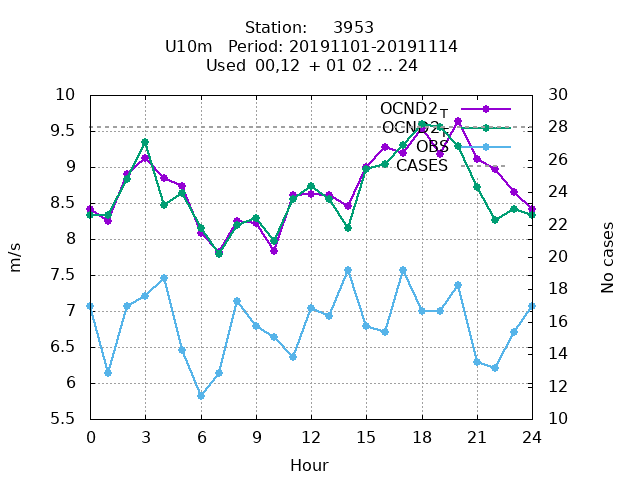 Station: 3953
U10m Period: 20191101-20191114
Used 00,12 + 01 02 ... 24
10 30
OCND2T
9.5 OCND2T 28
OBS
9 CASES 26
24
8.5
22
8
20
7.5
18
7
16
6.5
14
6
12
5.5 10
0 3 6 9 12 15 18 21 24
Hour
m/s
No cases